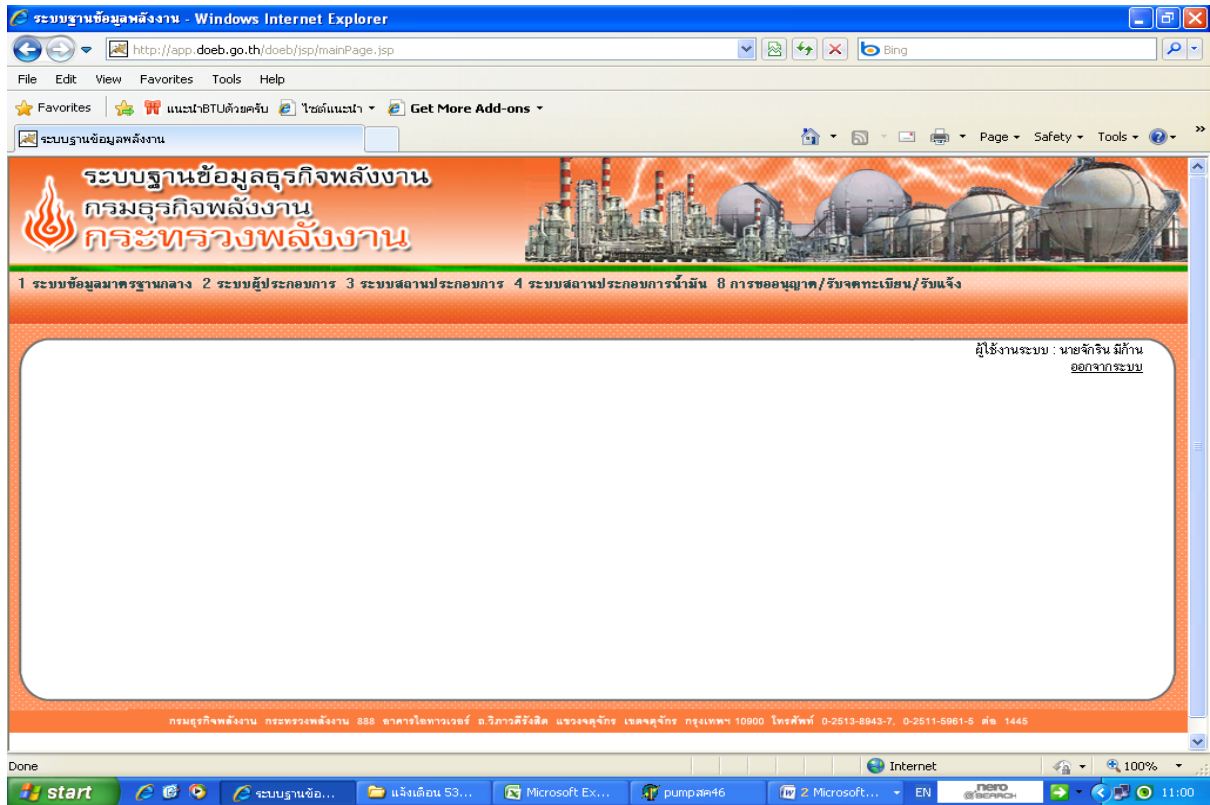 ระบบฐานข้อมูลพลังงาน - Windows Internet Explorer
http://app.doeb.go.th/doeb/jsp/mainPage.jsp
Bing
File Edit View Favorites Tools Help
Favorites แนะนำBTUด้วยครับ ไซต์แนะนำ Get More Add-ons
ระบบฐานข้อมูลพลังงาน
Page Safety Tools »
ระบบฐานข้อมูลธุรกิจพลังงาน
กรมธุรกิจพลังงาน
กระทรวงพลังงาน
1 ระบบข้อมูลมาตรฐานกลาง 2 ระบบผู้ประกอบการ 3 ระบบสถานประกอบการ 4 ระบบสถานประกอบการน้ำมัน 8 การขออนุญาต/รับจดทะเบียน/รับแจ้ง
ผู้ใช้งานระบบ : นายจักริน มีก้าน
ออกจากระบบ
กรมธุรกิจพลังงาน กระทรวงพลังงาน 888 อาคารไอทาวเวอร์ ถ.วิภาวดีรังสิต แขวงจตุจักร เขตจตุจักร กรุงเทพฯ 10900 โทรศัพท์ 0-2513-8943-7, 0-2511-5961-5 ต่อ 1445
Done Internet 100%
start ระบบฐานข้อ... แจ้งเดือน 53... Microsoft Ex... pumpสค46 2 Microsoft... EN nero SEARCH 11:00